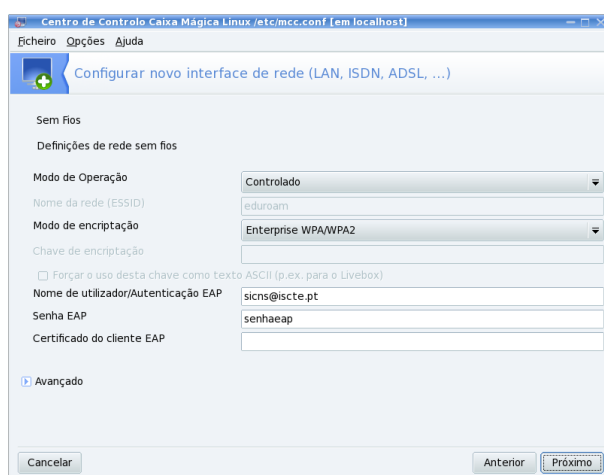 Centro de Controlo Caixa Mágica Linux /etc/mcc.conf [em localhost]
Ficheiro Opções Ajuda
Configurar novo interface de rede (LAN, ISDN, ADSL, ...)
Sem Fios
Definições de rede sem fios
Modo de Operação Controlado
Nome da rede (ESSID) eduroam
Modo de encriptação Enterprise WPA/WPA2
Chave de encriptação
Forçar o uso desta chave como texto ASCII (p.ex. para o Livebox)
Nome de utilizador/Autenticação EAP sicns@iscte.pt
Senha EAP senhaeap
Certificado do cliente EAP
Avançado
Cancelar Anterior Próximo